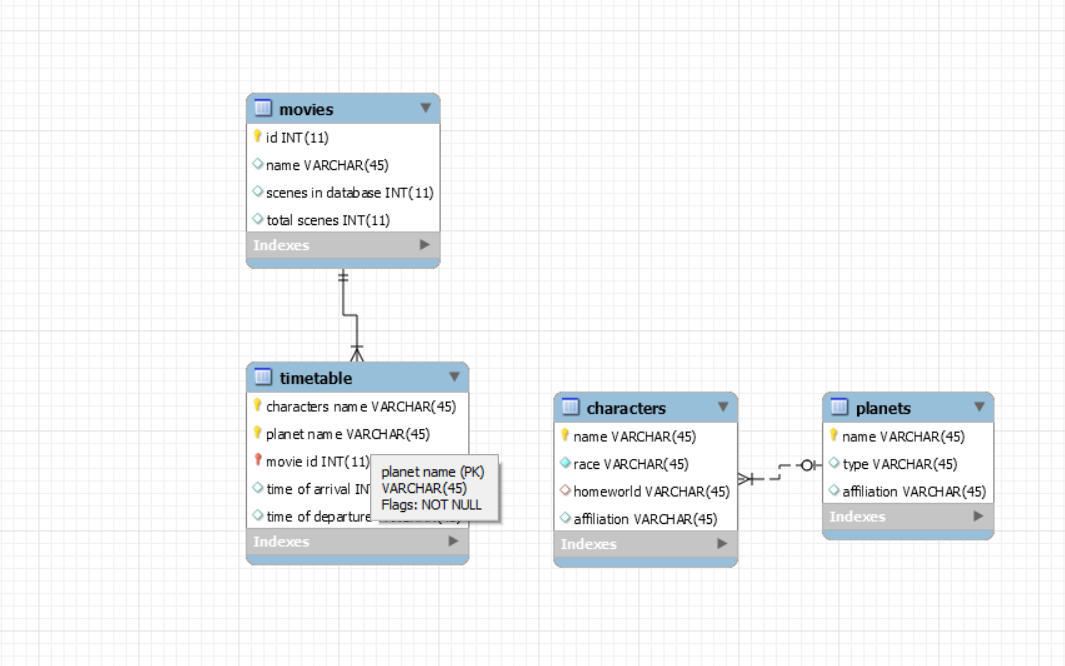 movies
id INT(11)
name VARCHAR(45)
scenes in database INT(11)
total scenes INT(11)
Indexes
timetable
characters name VARCHAR(45)
planet name VARCHAR(45)
movie id INT(11)
time of arrival
time of departure
Indexes
planet name (PK)
VARCHAR(45)
Flags: NOT NULL
characters
name VARCHAR(45)
race VARCHAR(45)
homeworld VARCHAR(45)
affiliation VARCHAR(45)
Indexes
planets
name VARCHAR(45)
type VARCHAR(45)
affiliation VARCHAR(45)
Indexes